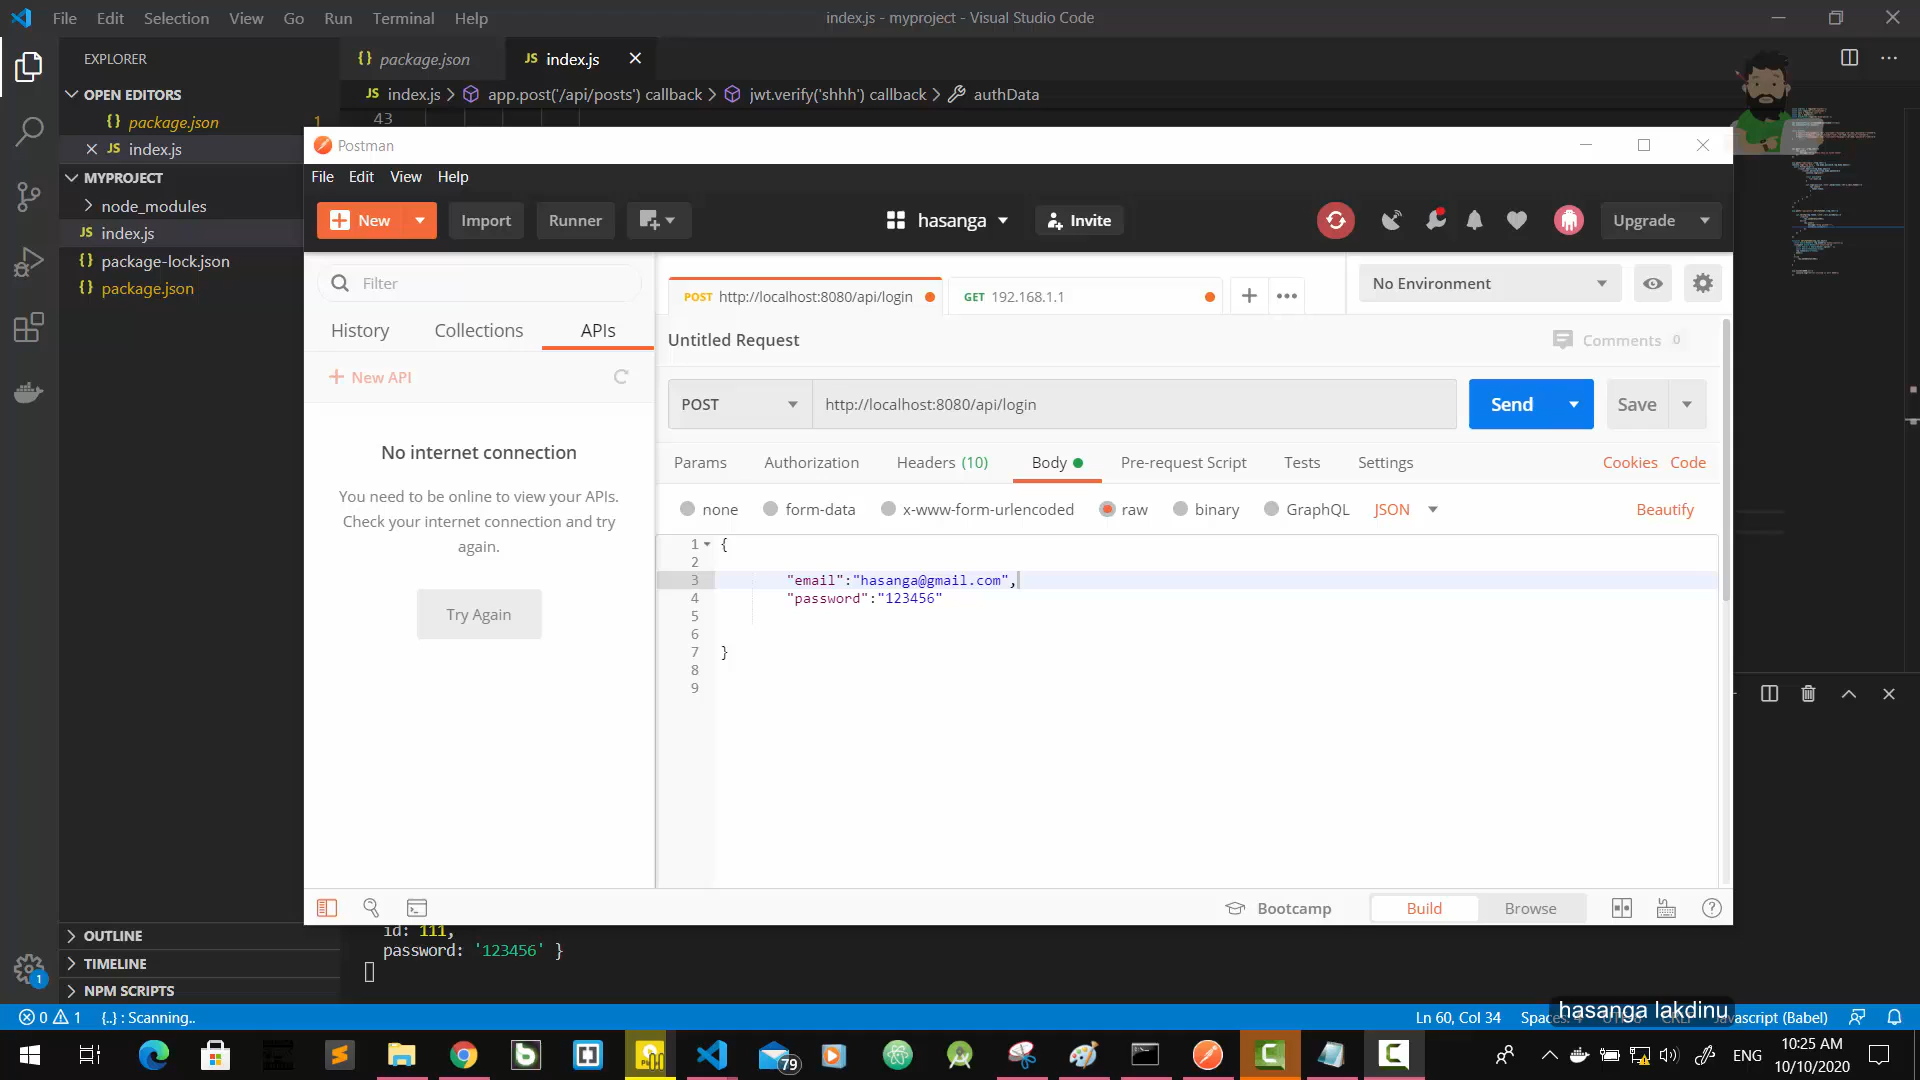 File Edit Selection View Go Run Terminal Help
index.js - myproject - Visual Studio Code
EXPLORER
OPEN EDITORS
{} package.json 1
JS index.js
MYPROJECT
node_modules
JS index.js
{} package-lock.json
{} package.json
OUTLINE
TIMELINE
NPM SCRIPTS
{} package.json
JS index.js
JS index.js > app.post('/api/posts') callback > jwt.verify('shhh') callback > authData
43
Postman
File Edit View Help
New Import Runner
hasanga
Invite
Upgrade
Filter
History Collections APIs
+ New API
No internet connection
You need to be online to view your APIs.
Check your internet connection and try
again.
Try Again
POST http://localhost:8080/api/login
GET 192.168.1.1
No Environment
Untitled Request
Comments 0
POST http://localhost:8080/api/login
Send Save
Params Authorization Headers (10) Body Pre-request Script Tests Settings
Cookies Code
none form-data x-www-form-urlencoded raw binary GraphQL JSON
Beautify
1 {
2
3 "email":"hasanga@gmail.com",
4 "password":"123456"
5
6
7 }
8
9
Bootcamp Build Browse
id: 111,
password: '123456' }
0 1 {..} : Scanning..
Ln 60, Col 34
hasanga lakdinu
Javascript (Babel)
79
ENG
10:25 AM
10/10/2020